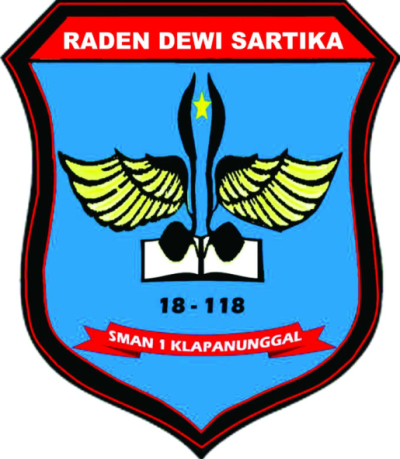 RADEN DEWI SARTIKA
18 - 118
SMAN 1 KLAPANUNGGAL